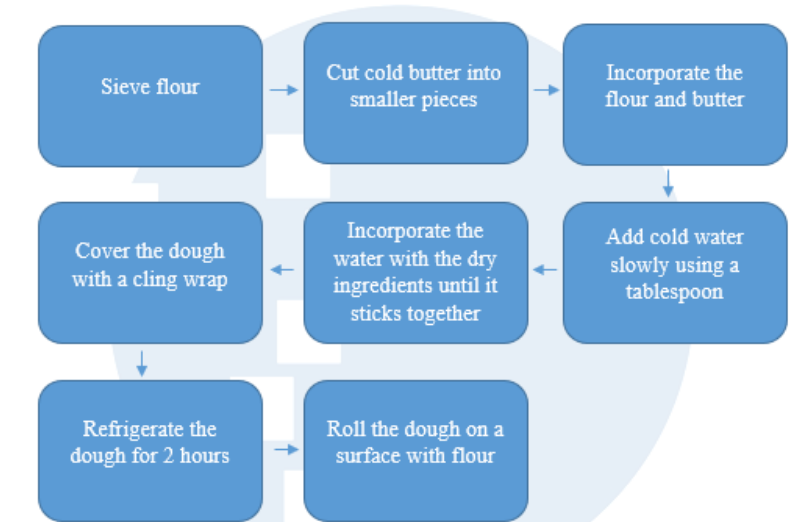 Sieve flour
Cut cold butter into
smaller pieces
Incorporate the
flour and butter
Add cold water
slowly using a
tablespoon
Incorporate the
water with the dry
ingredients until it
sticks together
Cover the dough
with a cling wrap
Refrigerate the
dough for 2 hours
Roll the dough on a
surface with flour